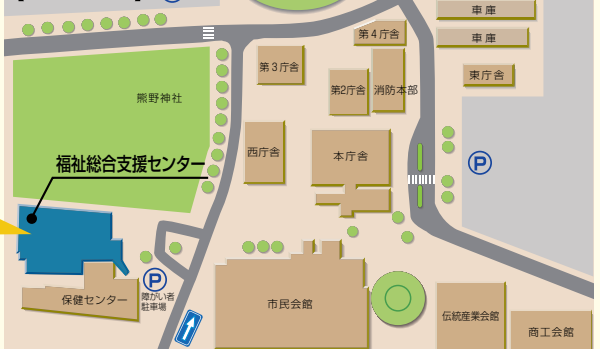 車庫
第4庁舎
車庫
第3庁舎
東庁舎
第2庁舎
消防本部
熊野神社
西庁舎
本庁舎
福祉総合支援センター
P
P
保健センター
障がい者
駐車場
市民会館
伝統産業会館
商工会館